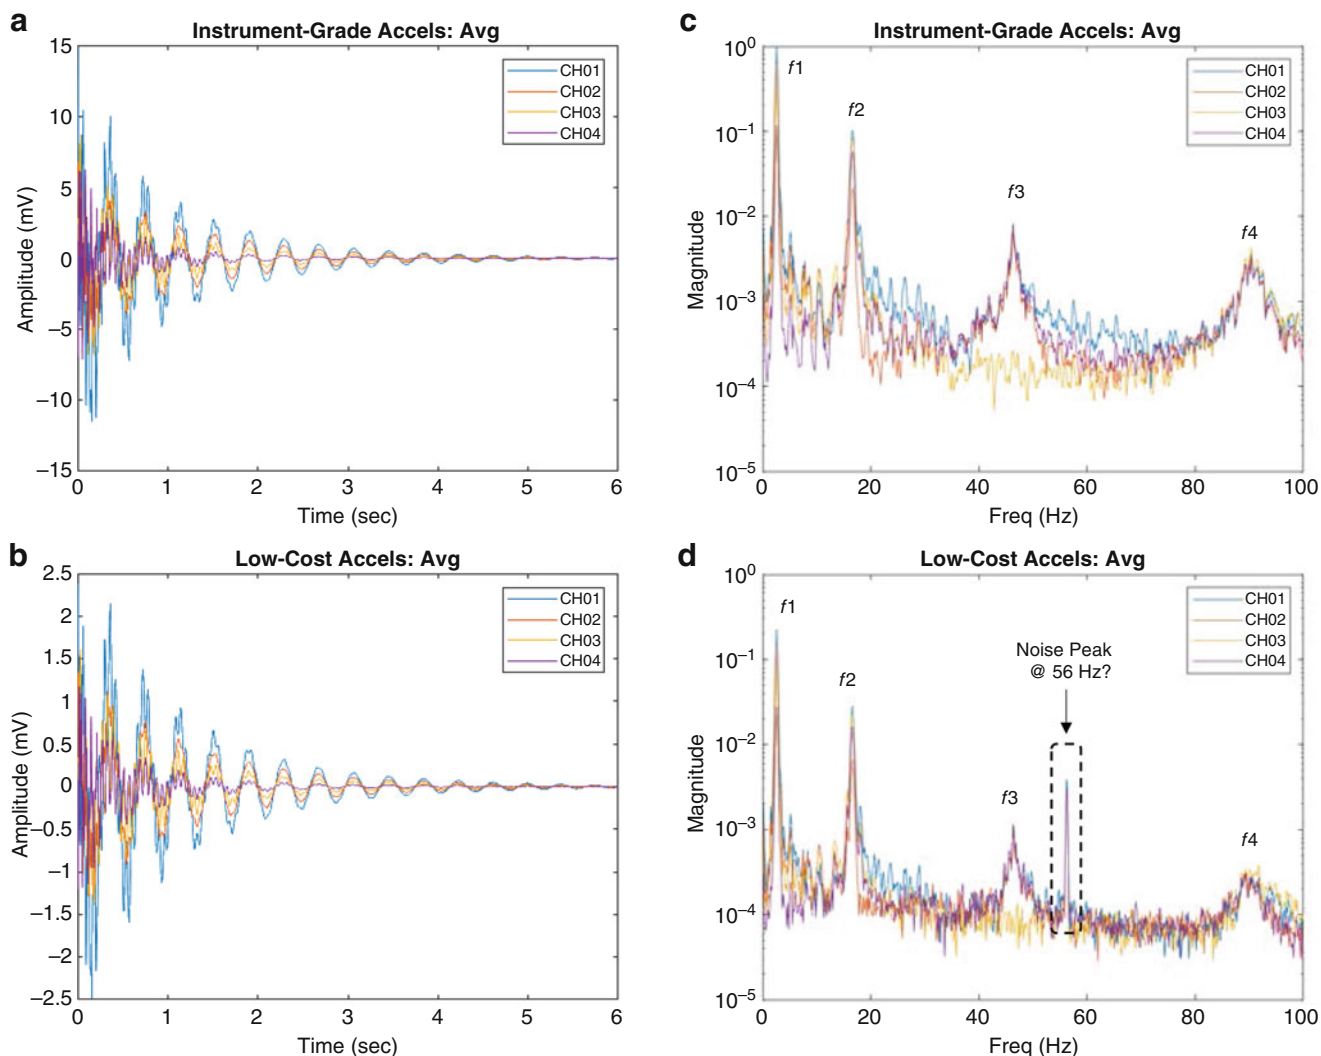 a
Instrument-Grade Accels: Avg
15
10
5
0
–5
–10
–15
Amplitude (mV)
0 1 2 3 4 5 6
Time (sec)
CH01
CH02
CH03
CH04
c
Instrument-Grade Accels: Avg
10^0
10^–1
10^–2
10^–3
10^–4
10^–5
Magnitude
f1
f2
f3
f4
0 20 40 60 80 100
Freq (Hz)
CH01
CH02
CH03
CH04
b
Low-Cost Accels: Avg
2.5
2
1.5
1
0.5
0
–0.5
–1
–1.5
–2
–2.5
Amplitude (mV)
0 1 2 3 4 5 6
Time (sec)
CH01
CH02
CH03
CH04
d
Low-Cost Accels: Avg
10^0
10^–1
10^–2
10^–3
10^–4
10^–5
Magnitude
f1
f2
f3
Noise Peak
@ 56 Hz?
f4
0 20 40 60 80 100
Freq (Hz)
CH01
CH02
CH03
CH04